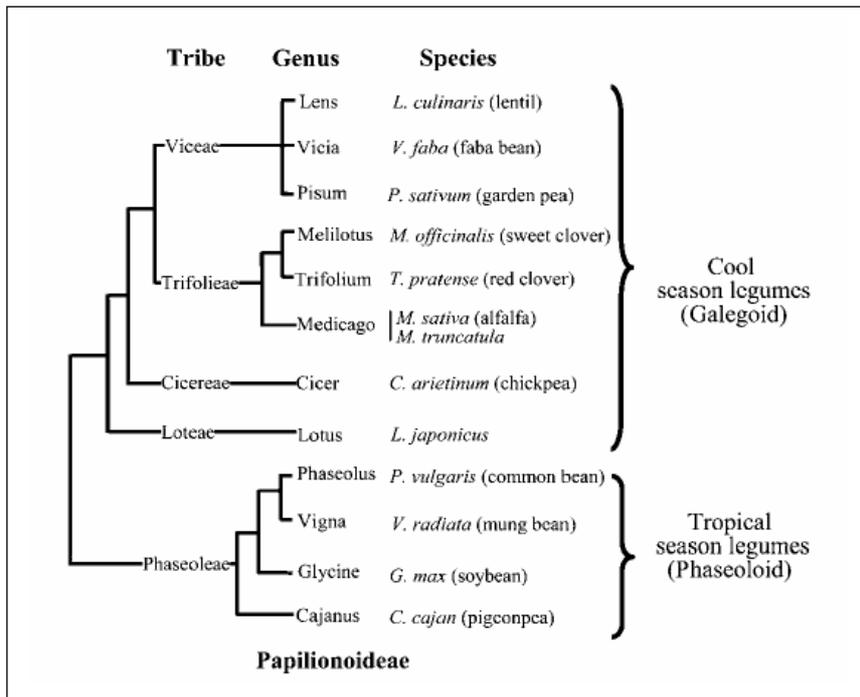 Tribe Genus Species
Lens L. culinaris (lentil)
Viceae Vicia V. faba (faba bean)
Pisum P. sativum (garden pea)
Melilotus M. officinalis (sweet clover)
Trifolieae Trifolium T. pratense (red clover)
Medicago M. sativa (alfalfa)
M. truncatula
Cicereae Cicer C. arietinum (chickpea)
Loteae Lotus L. japonicus
Cool
season legumes
(Galegoid)
Phaseolus P. vulgaris (common bean)
Vigna V. radiata (mung bean)
Phaseoleae Glycine G. max (soybean)
Cajanus C. cajan (pigconpca)
Tropical
season legumes
(Phaseoloid)
Papilionoideae